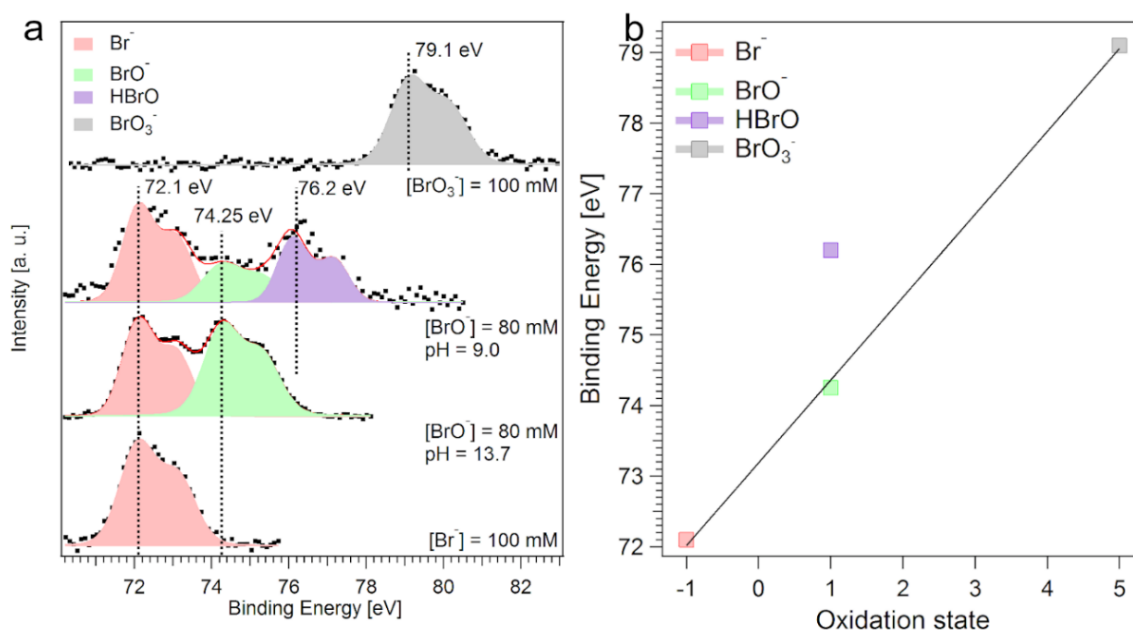 a
Br⁻
BrO⁻
HBrO
BrO₃⁻
79.1 eV
[BrO₃⁻] = 100 mM
72.1 eV
74.25 eV
76.2 eV
[BrO⁻] = 80 mM
pH = 9.0
[BrO⁻] = 80 mM
pH = 13.7
[Br⁻] = 100 mM
Intensity [a. u.]
72 74 76 78 80 82
Binding Energy [eV]
b
Br⁻
BrO⁻
HBrO
BrO₃⁻
79
78
77
76
75
74
73
72
Binding Energy [eV]
-1 0 1 2 3 4 5
Oxidation state